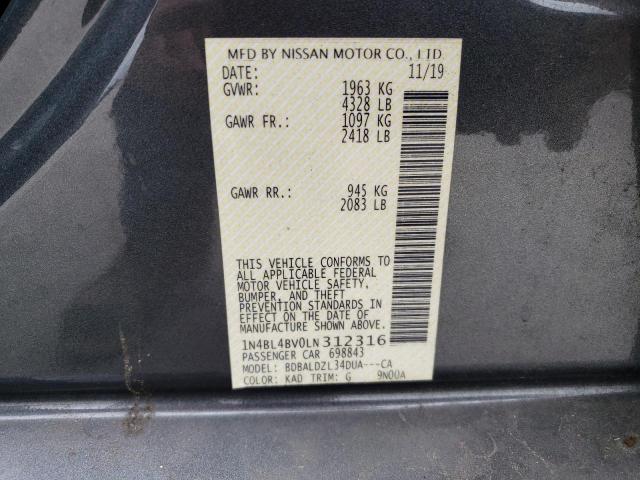 MFD BY NISSAN MOTOR CO., LTD
DATE: 11/19
GVWR: 1963 KG
4328 LB
GAWR FR.: 1097 KG
2418 LB
GAWR RR.: 945 KG
2083 LB
THIS VEHICLE CONFORMS TO
ALL APPLICABLE FEDERAL
MOTOR VEHICLE SAFETY,
BUMPER, AND THEFT
PREVENTION STANDARDS IN
EFFECT ON THE DATE OF
MANUFACTURE SHOWN ABOVE.
1N4BL4BV0LN312316
PASSENGER CAR 698843
MODEL: BDBALDZL34DUA---CA
COLOR: KAD TRIM: G 9N00A